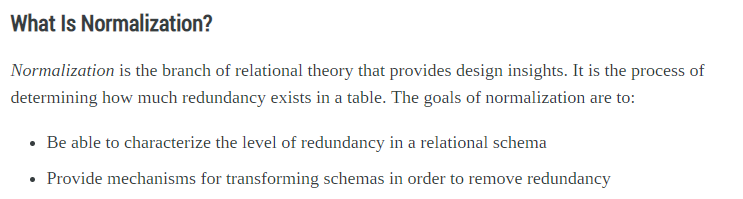 What Is Normalization?
Normalization is the branch of relational theory that provides design insights. It is the process of
determining how much redundancy exists in a table. The goals of normalization are to:
• Be able to characterize the level of redundancy in a relational schema
• Provide mechanisms for transforming schemas in order to remove redundancy